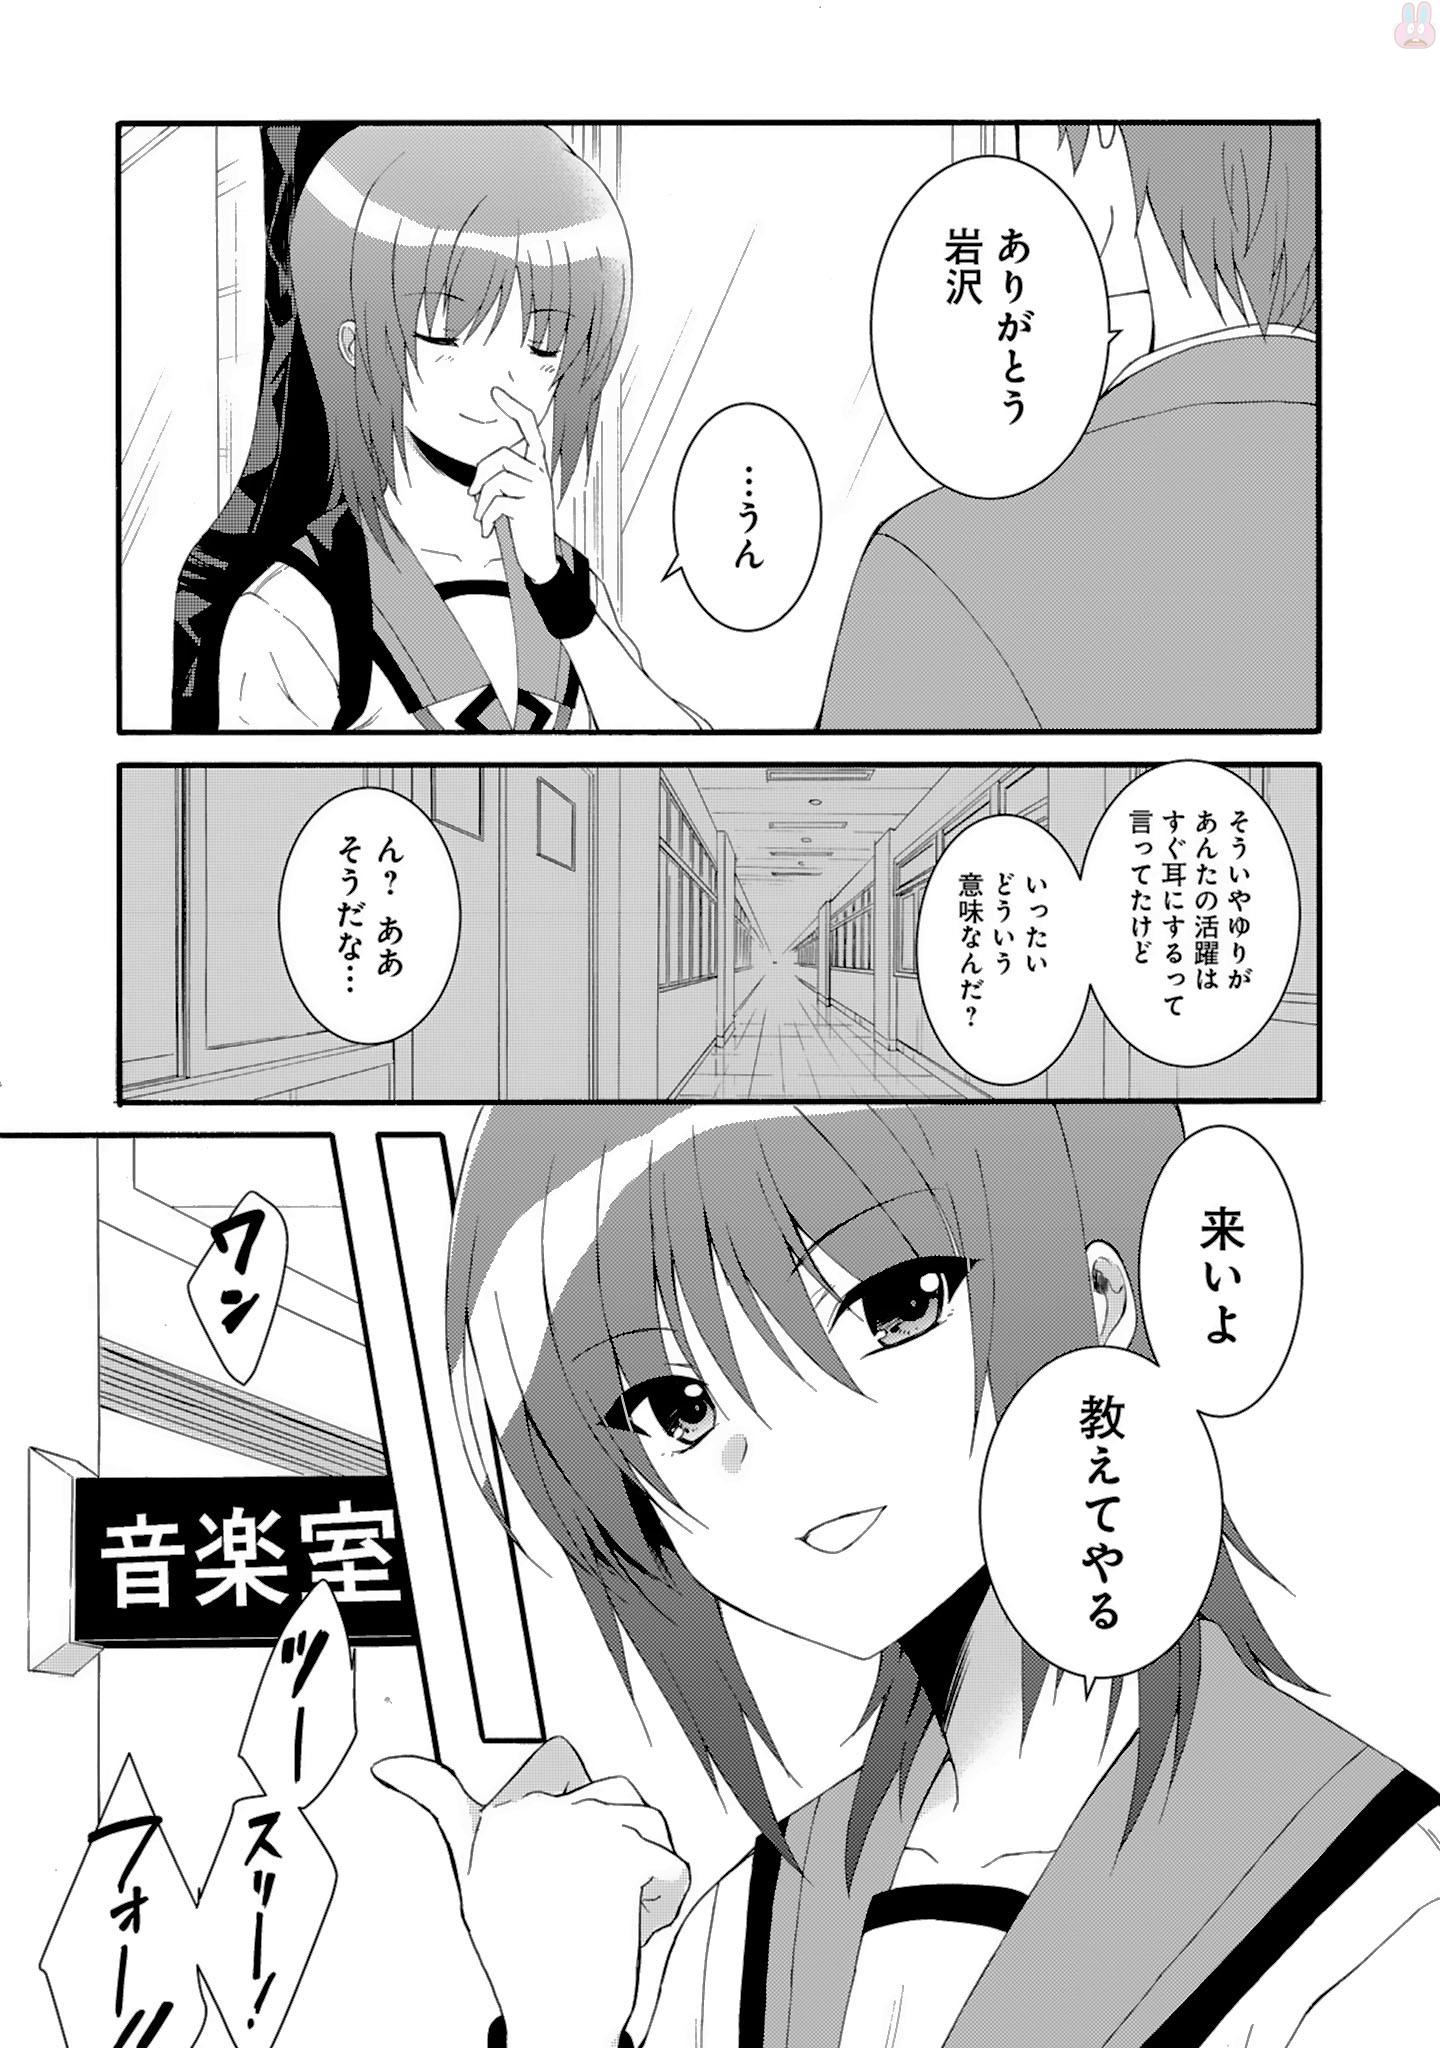 ありがとう
岩沢
…うん
そういやゆりが
あんたの活躍は
すぐ耳にするって
言ってたけど
いったい
どういう
意味なんだ?
ん? ああ
そうだな…
来いよ
教えてやる
ワン
音楽室
ツー
スリー!
フォー!!